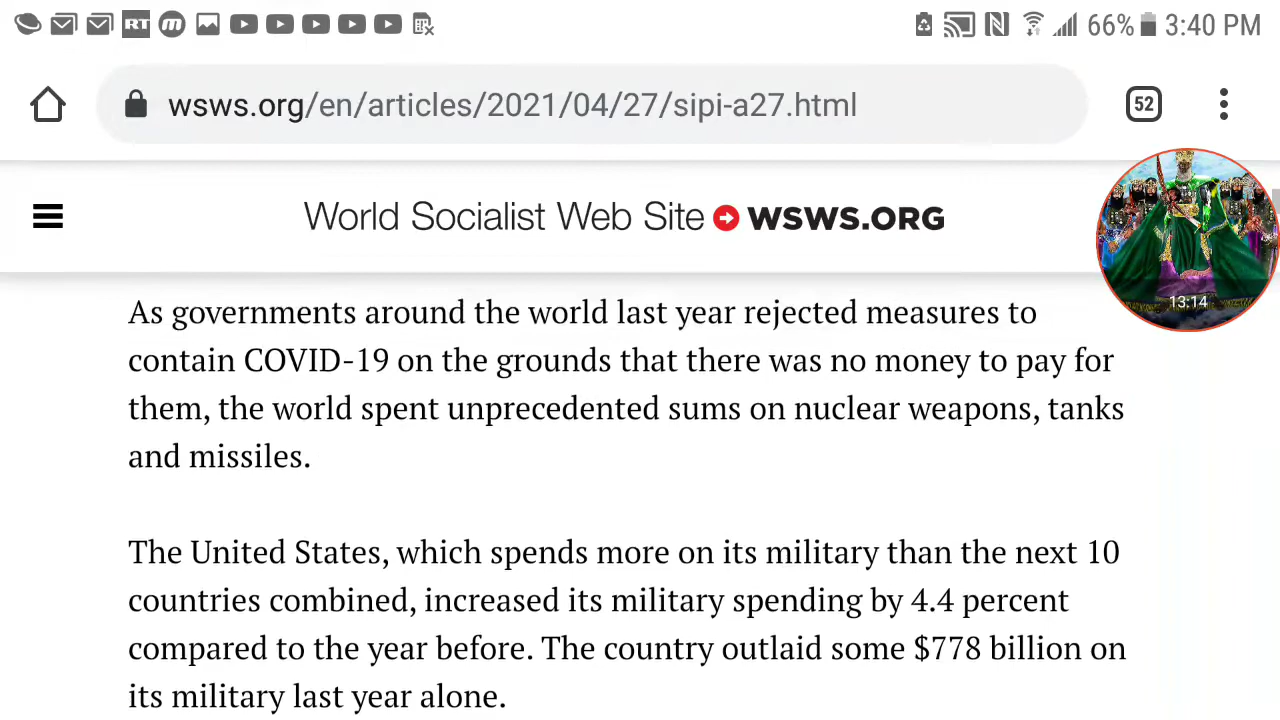 RT m 66% 3:40 PM
wsws.org/en/articles/2021/04/27/sipi-a27.html 52
World Socialist Web Site WSWS.ORG
13:14
As governments around the world last year rejected measures to
contain COVID-19 on the grounds that there was no money to pay for
them, the world spent unprecedented sums on nuclear weapons, tanks
and missiles.
The United States, which spends more on its military than the next 10
countries combined, increased its military spending by 4.4 percent
compared to the year before. The country outlaid some $778 billion on
its military last year alone.